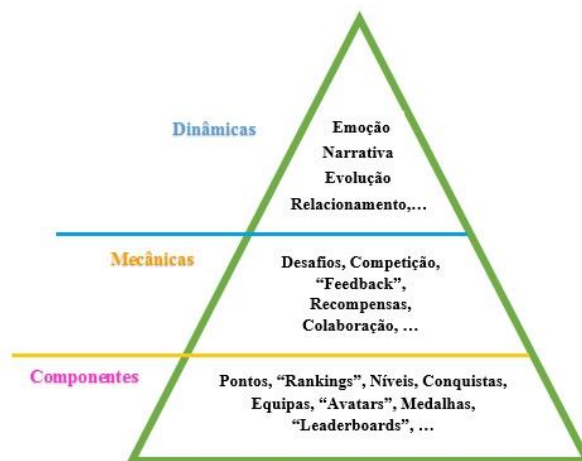 Dinâmicas
Emoção
Narrativa
Evolução
Relacionamento,…
Mecânicas
Desafios, Competição,
“Feedback”,
Recompensas,
Colaboração, …
Componentes
Pontos, “Rankings”, Níveis, Conquistas,
Equipas, “Avatars”, Medalhas,
“Leaderboards”, …